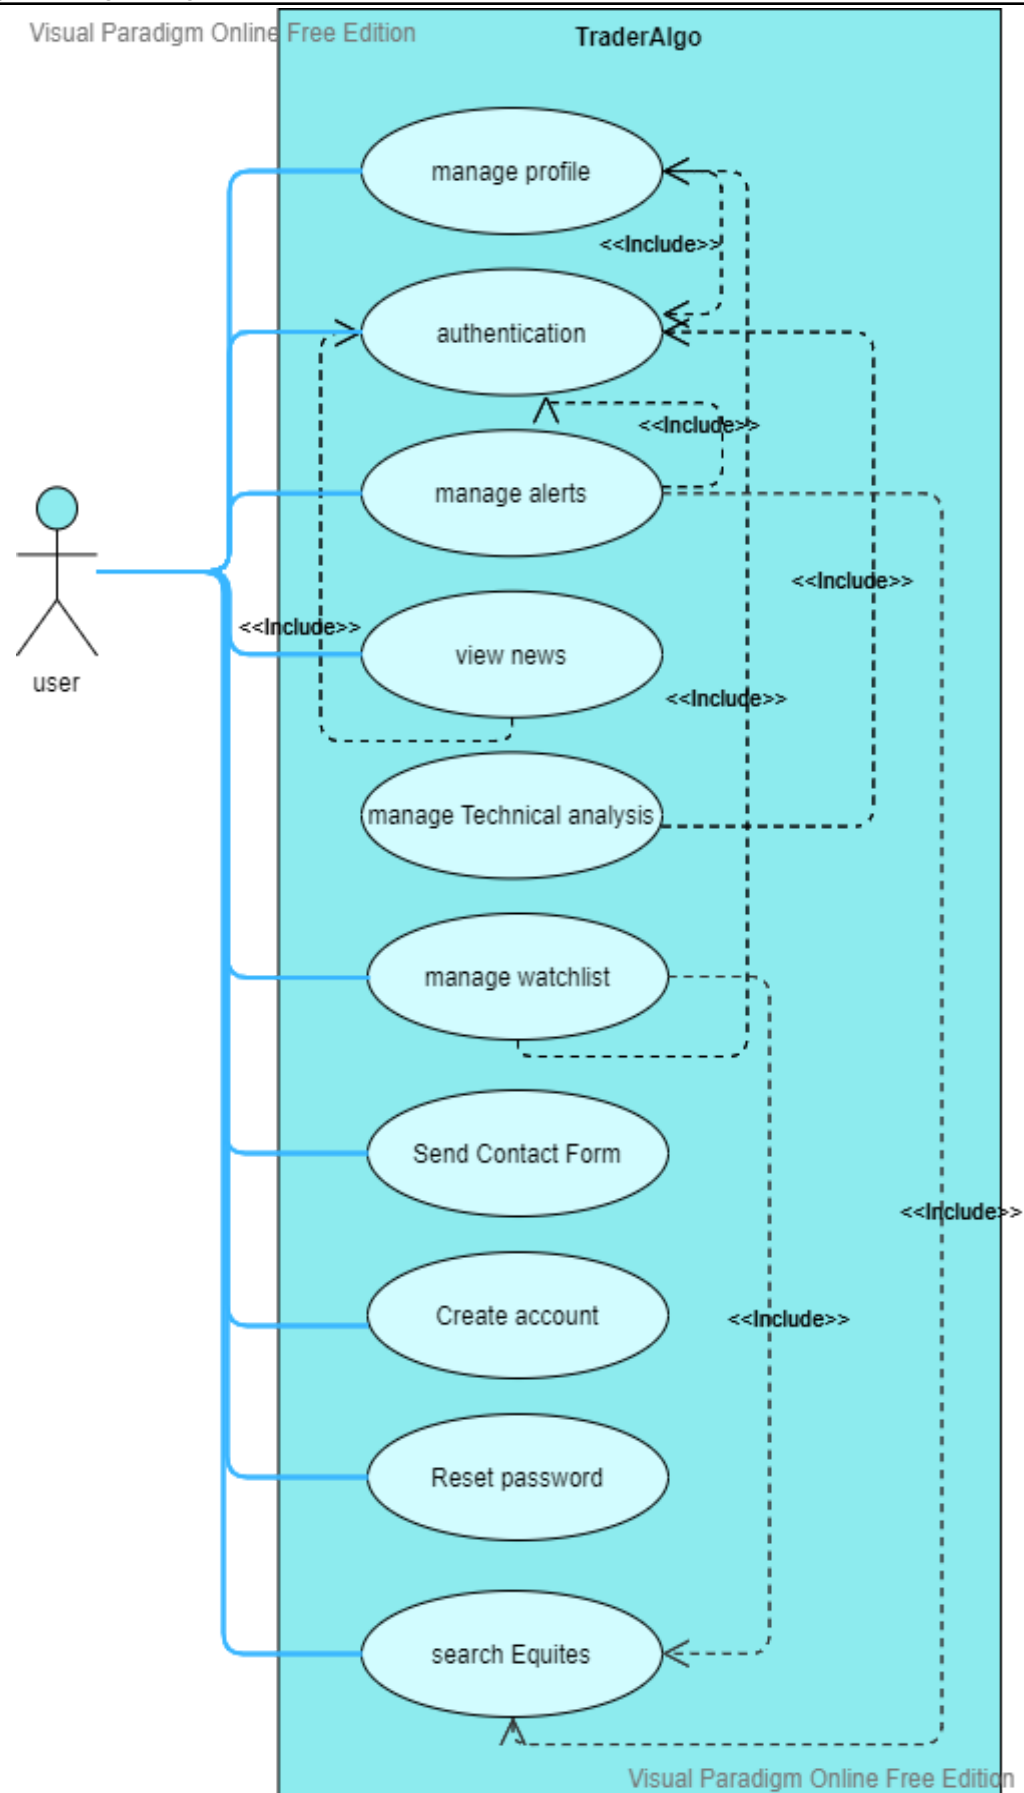 Visual Paradigm Online Free Edition
TraderAlgo
manage profile
<<Include>>
authentication
<<Include>>
manage alerts
<<Include>>
<<Include>>
view news
user
<<Include>>
manage Technical analysis
manage watchlist
Send Contact Form
<<Include>>
Create account
<<Include>>
Reset password
search Equites
Visual Paradigm Online Free Edition